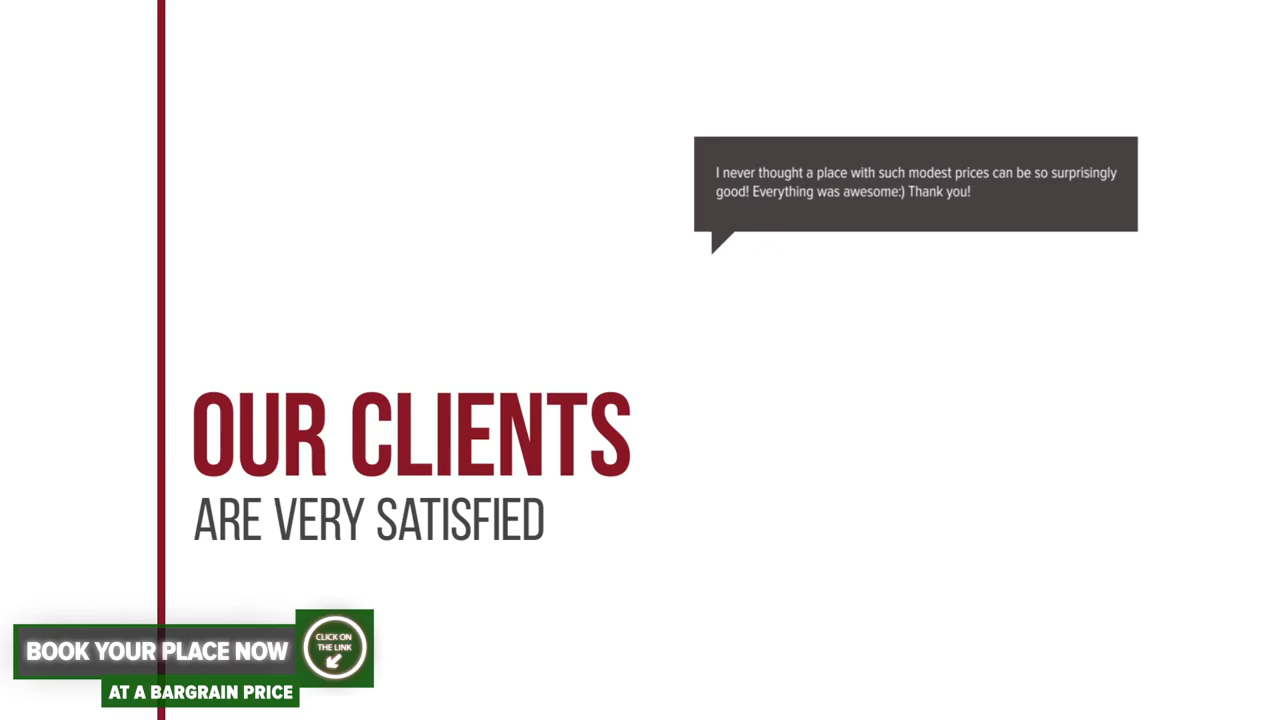 I never thought a place with such modest prices can be so surprisingly
good! Everything was awesome:) Thank you!
OUR CLIENTS
ARE VERY SATISFIED
BOOK YOUR PLACE NOW
CLICK ON
THE LINK
AT A BARGRAIN PRICE